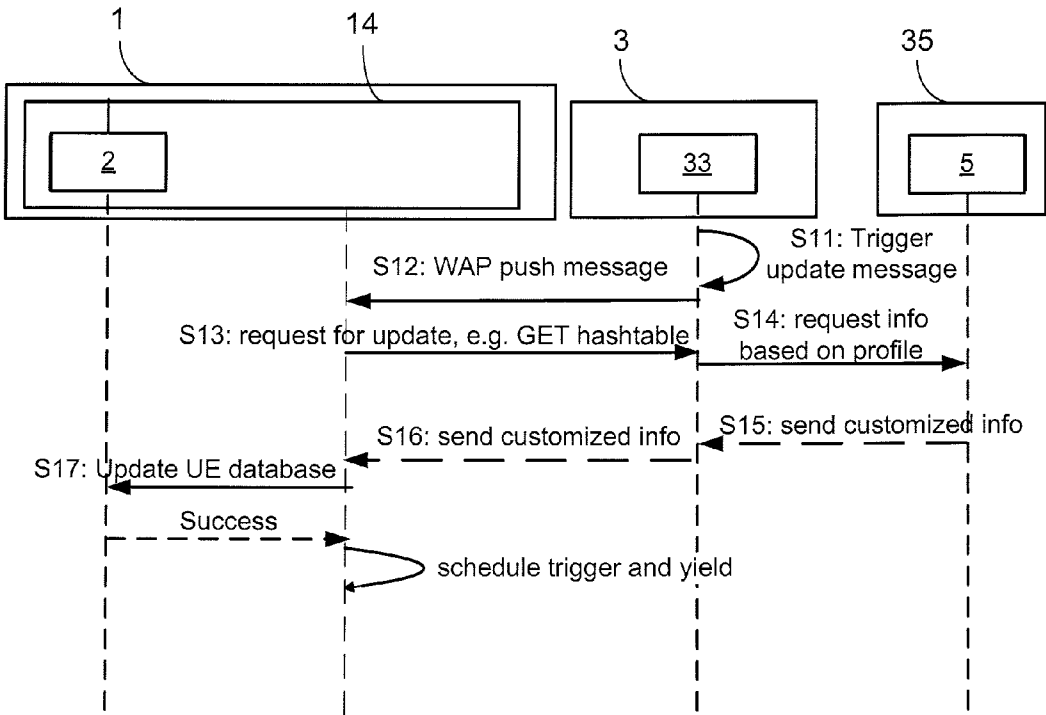 1
14
3
35
2
33
5
S11: Trigger
update message
S12: WAP push message
S13: request for update, e.g. GET hashtable
S14: request info
based on profile
S15: send customized info
S16: send customized info
S17: Update UE database
Success
schedule trigger and yield